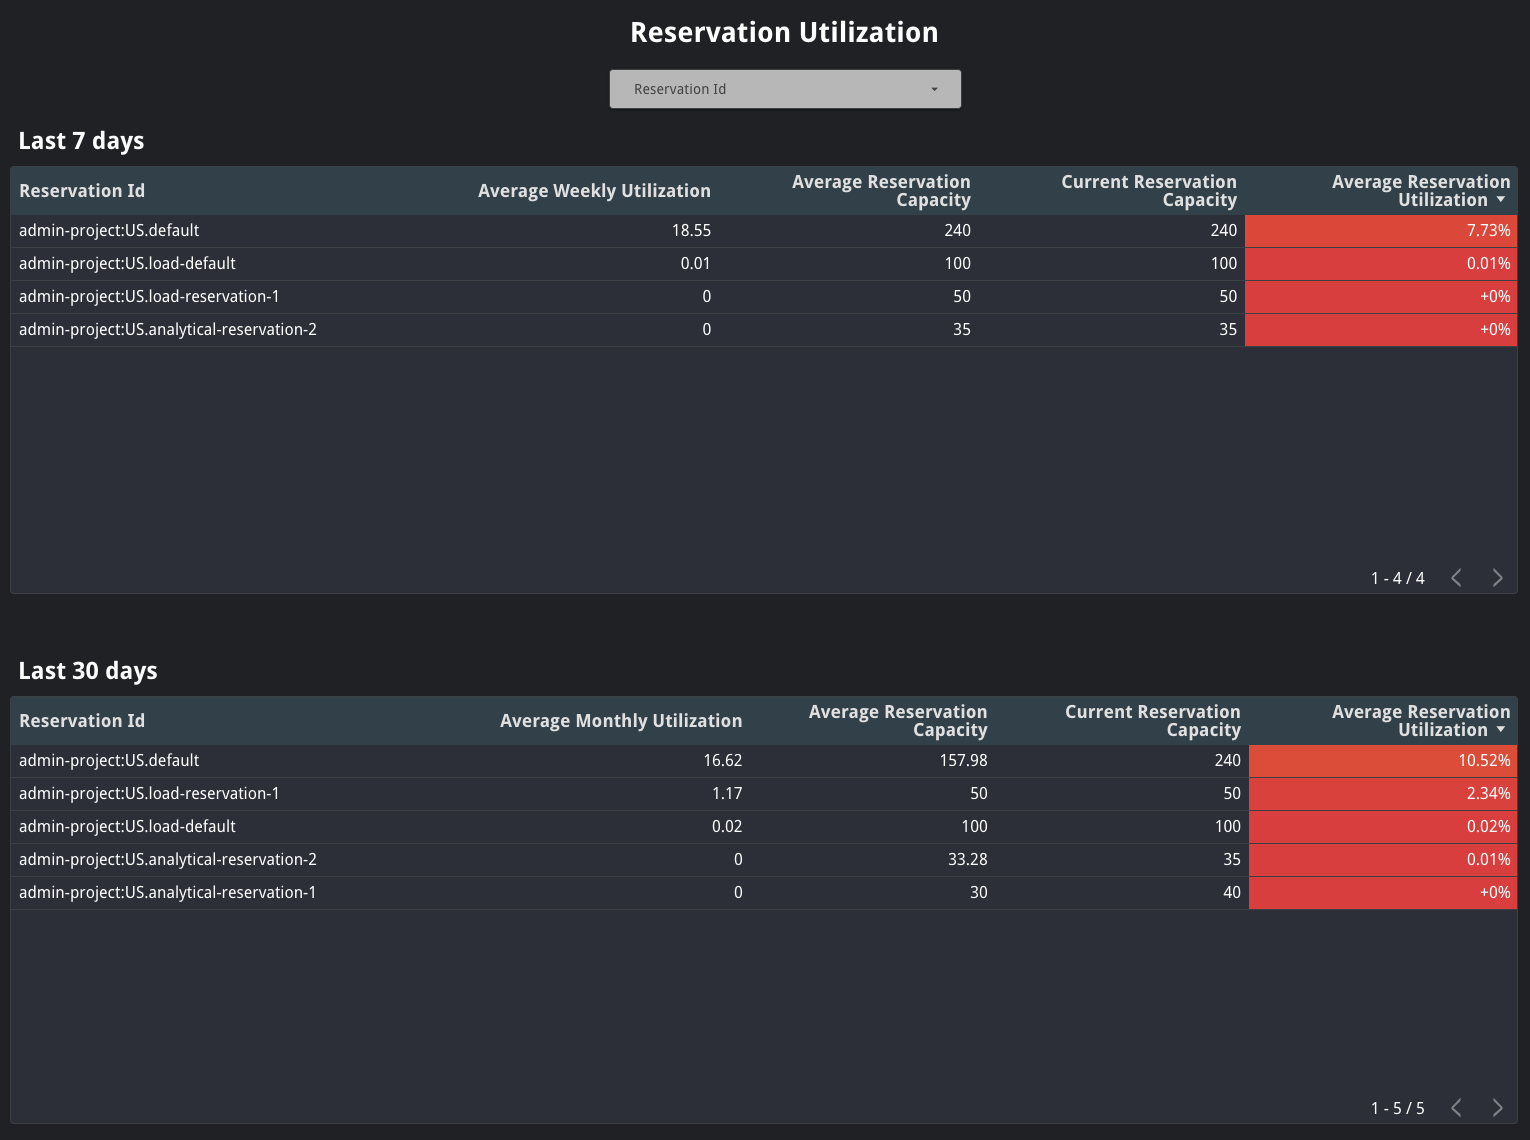 Reservation Utilization
Reservation Id
Last 7 days
Reservation Id Average Weekly Utilization Average Reservation Capacity Current Reservation Capacity Average Reservation Utilization
admin-project:US.default 18.55 240 240 7.73%
admin-project:US.load-default 0.01 100 100 0.01%
admin-project:US.load-reservation-1 0 50 50 +0%
admin-project:US.analytical-reservation-2 0 35 35 +0%
1 - 4 / 4
Last 30 days
Reservation Id Average Monthly Utilization Average Reservation Capacity Current Reservation Capacity Average Reservation Utilization
admin-project:US.default 16.62 157.98 240 10.52%
admin-project:US.load-reservation-1 1.17 50 50 2.34%
admin-project:US.load-default 0.02 100 100 0.02%
admin-project:US.analytical-reservation-2 0 33.28 35 0.01%
admin-project:US.analytical-reservation-1 0 30 40 +0%
1 - 5 / 5